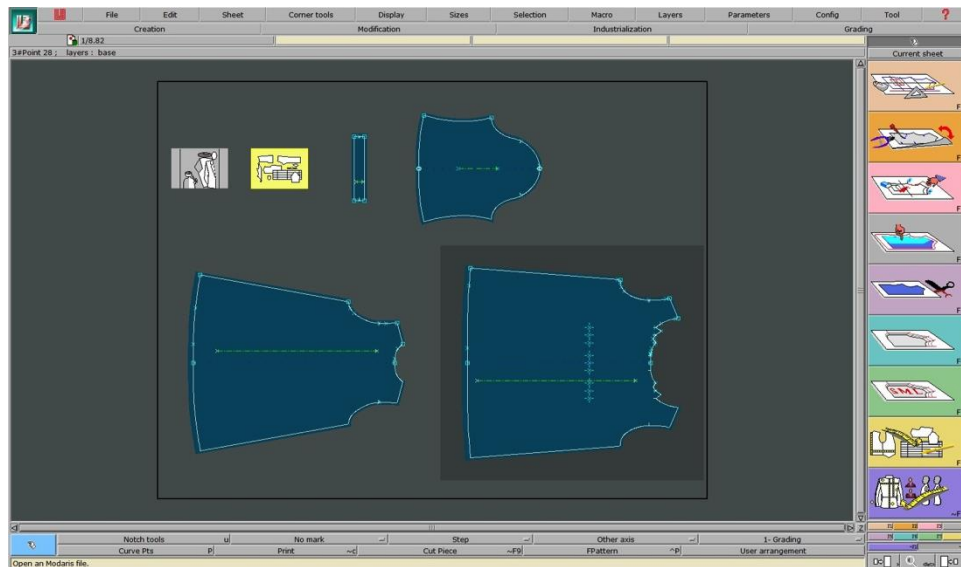 File Edit Sheet Corner tools Display Sizes Selection Macro Layers Parameters Config Tool ?
Creation Modification Industrialization Grading
1/8.82
3#Point 28 ; layers : base
Current sheet
F
F
F
F
F
F
F
F
~F
Notch tools u No mark Step Other axis 1- Grading
Curve Pts P Print ~c Cut Piece ~F9 FPattern ^P User arrangement
Open an Modaris file.